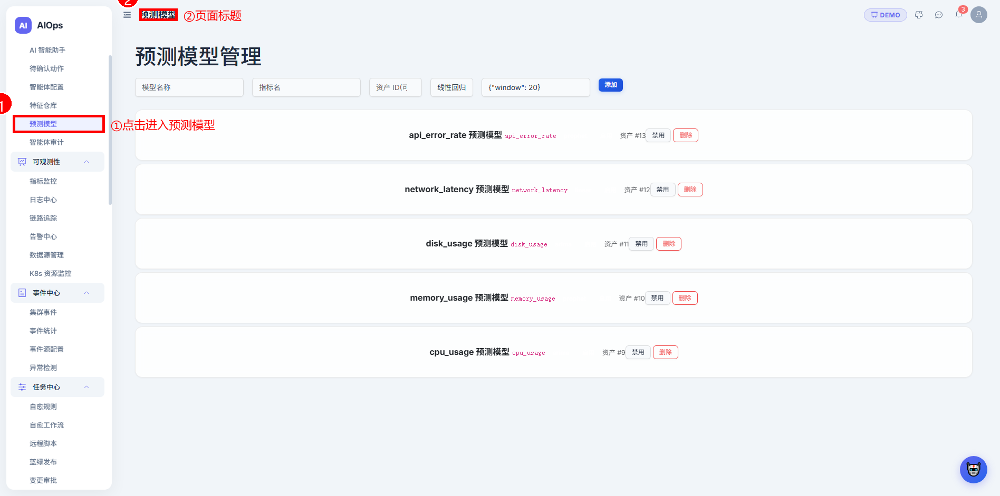 AI AIOps
AI 智能助手
待确认动作
智能体配置
特征仓库
1
预测模型
①点击进入预测模型
智能体审计
可观测性
指标监控
日志中心
链路追踪
告警中心
数据源管理
K8s 资源监控
事件中心
集群事件
事件统计
事件源配置
异常检测
任务中心
自愈规则
自愈工作流
远程脚本
蓝绿发布
变更审批
2
预测模型 ②页面标题
DEMO
3
预测模型管理
模型名称 指标名 资产 ID(可 线性回归 {"window": 20} 添加
api_error_rate 预测模型 api_error_rate 资产 #13 禁用 删除
network_latency 预测模型 network_latency 资产 #12 禁用 删除
disk_usage 预测模型 disk_usage 资产 #11 禁用 删除
memory_usage 预测模型 memory_usage 资产 #10 禁用 删除
cpu_usage 预测模型 cpu_usage 资产 #9 禁用 删除